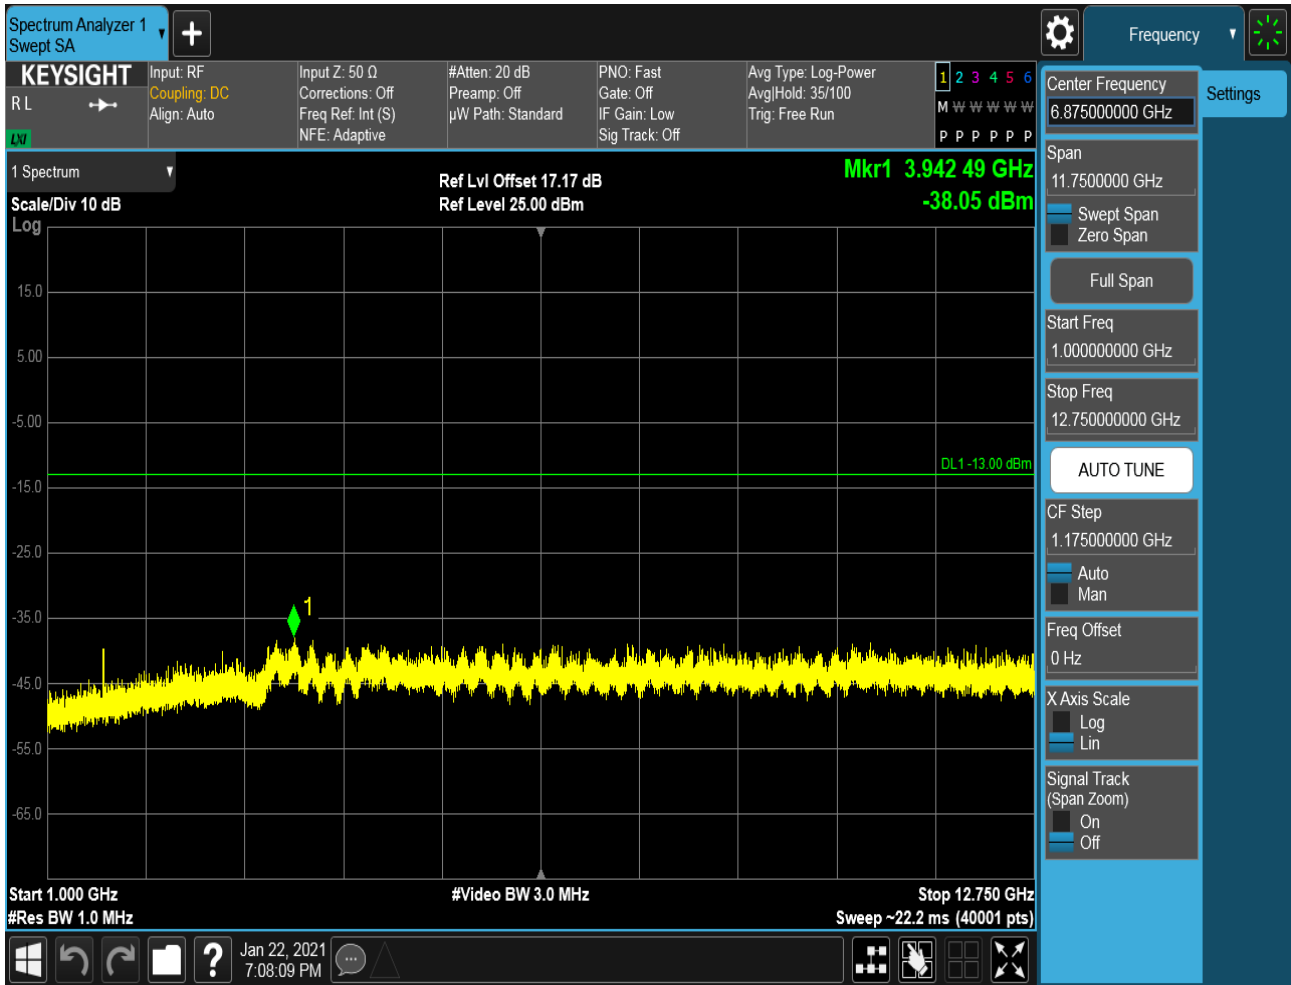 Spectrum Analyzer 1
Swept SA
Frequency
KEYSIGHT
R L
LXI
Input: RF
Coupling: DC
Align: Auto
Input Z: 50 Ω
Corrections: Off
Freq Ref: Int (S)
NFE: Adaptive
#Atten: 20 dB
Preamp: Off
µW Path: Standard
PNO: Fast
Gate: Off
IF Gain: Low
Sig Track: Off
Avg Type: Log-Power
Avg|Hold: 35/100
Trig: Free Run
1 2 3 4 5 6
M W W W W W
P P P P P P
1 Spectrum
Scale/Div 10 dB
Log
Ref Lvl Offset 17.17 dB
Ref Level 25.00 dBm
Mkr1 3.942 49 GHz
-38.05 dBm
15.0
5.00
-5.00
DL1 -13.00 dBm
-15.0
-25.0
-35.0
1
-45.0
-55.0
-65.0
Start 1.000 GHz
#Res BW 1.0 MHz
#Video BW 3.0 MHz
Stop 12.750 GHz
Sweep ~22.2 ms (40001 pts)
Jan 22, 2021
7:08:09 PM
Center Frequency
6.875000000 GHz
Settings
Span
11.7500000 GHz
Swept Span
Zero Span
Full Span
Start Freq
1.000000000 GHz
Stop Freq
12.750000000 GHz
AUTO TUNE
CF Step
1.175000000 GHz
Auto
Man
Freq Offset
0 Hz
X Axis Scale
Log
Lin
Signal Track
(Span Zoom)
On
Off